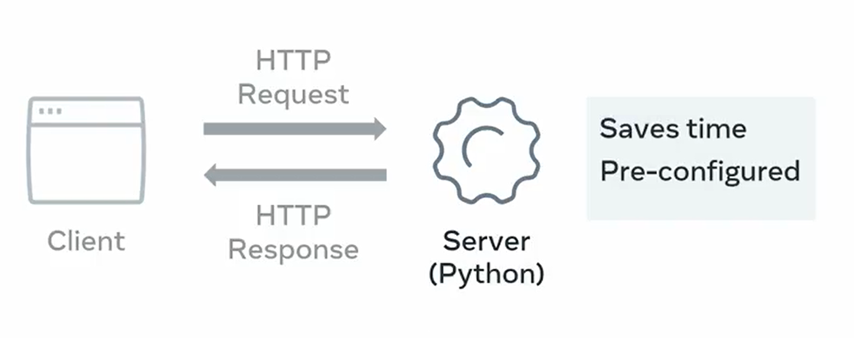 HTTP
Request
HTTP
Response
Client
Server
(Python)
Saves time
Pre-configured